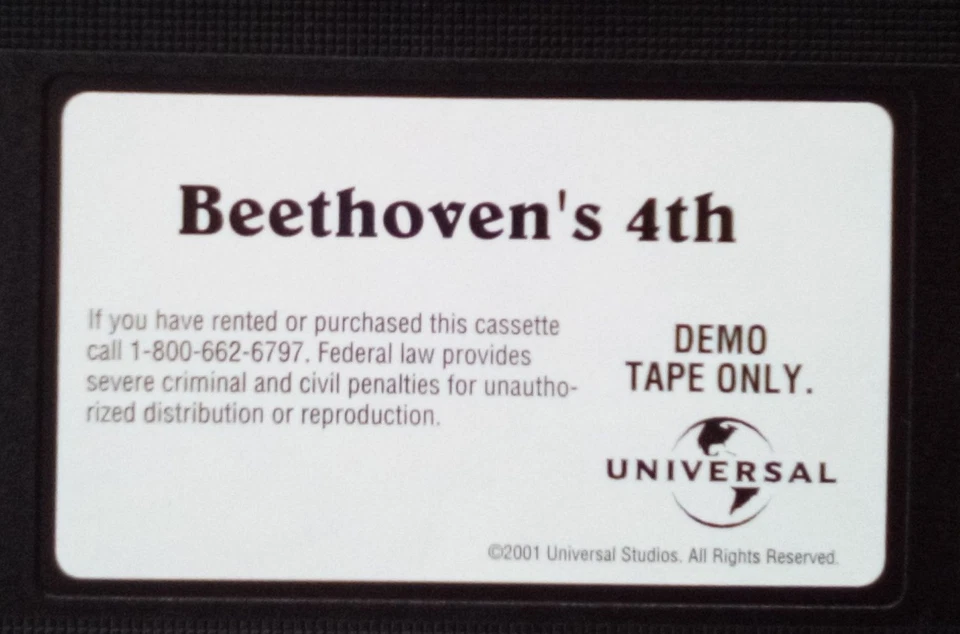 Beethoven's 4th
If you have rented or purchased this cassette
call 1-800-662-6797. Federal law provides
severe criminal and civil penalties for unautho-
rized distribution or reproduction.
DEMO
TAPE ONLY.
UNIVERSAL
©2001 Universal Studios. All Rights Reserved.